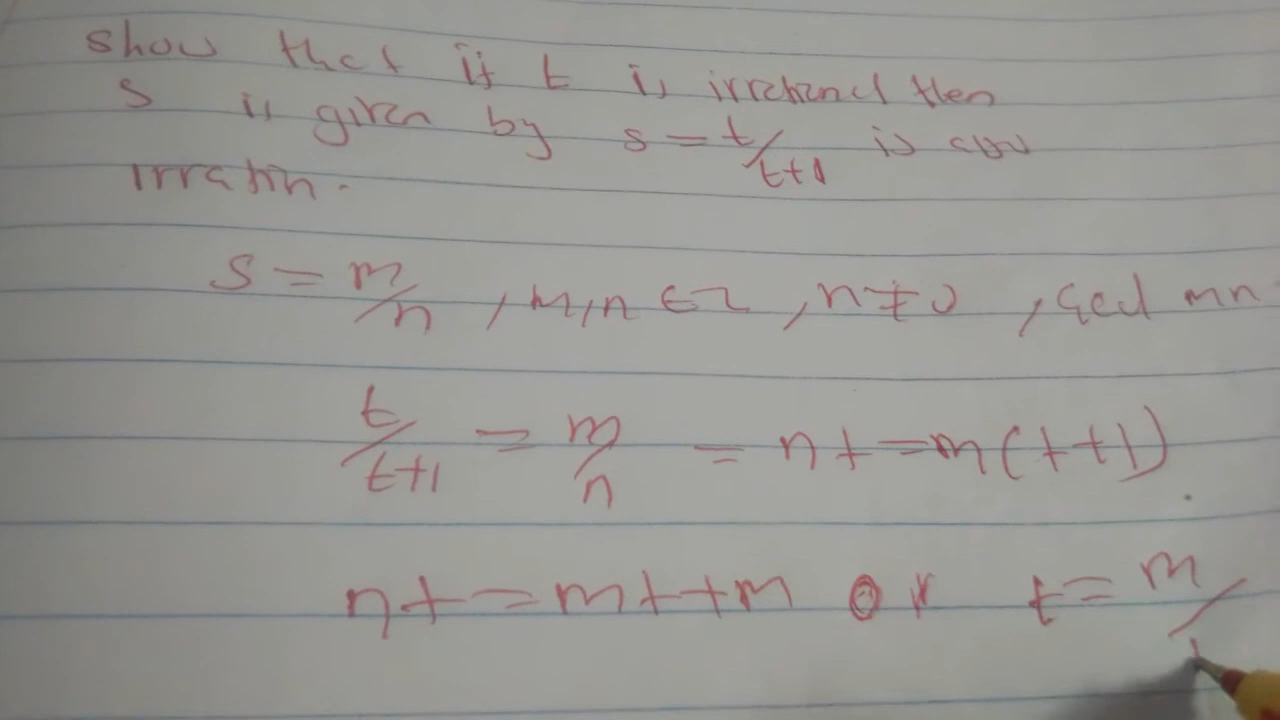 show that if t is irrational then
s is given by s = t/t+1 is also
irratin.
s = m/n , m,n ∈ Z , n ≠ 0 , gcd mn
t/t+1 = m/n = nt = m(t+1)
nt = mt+m or t = m/